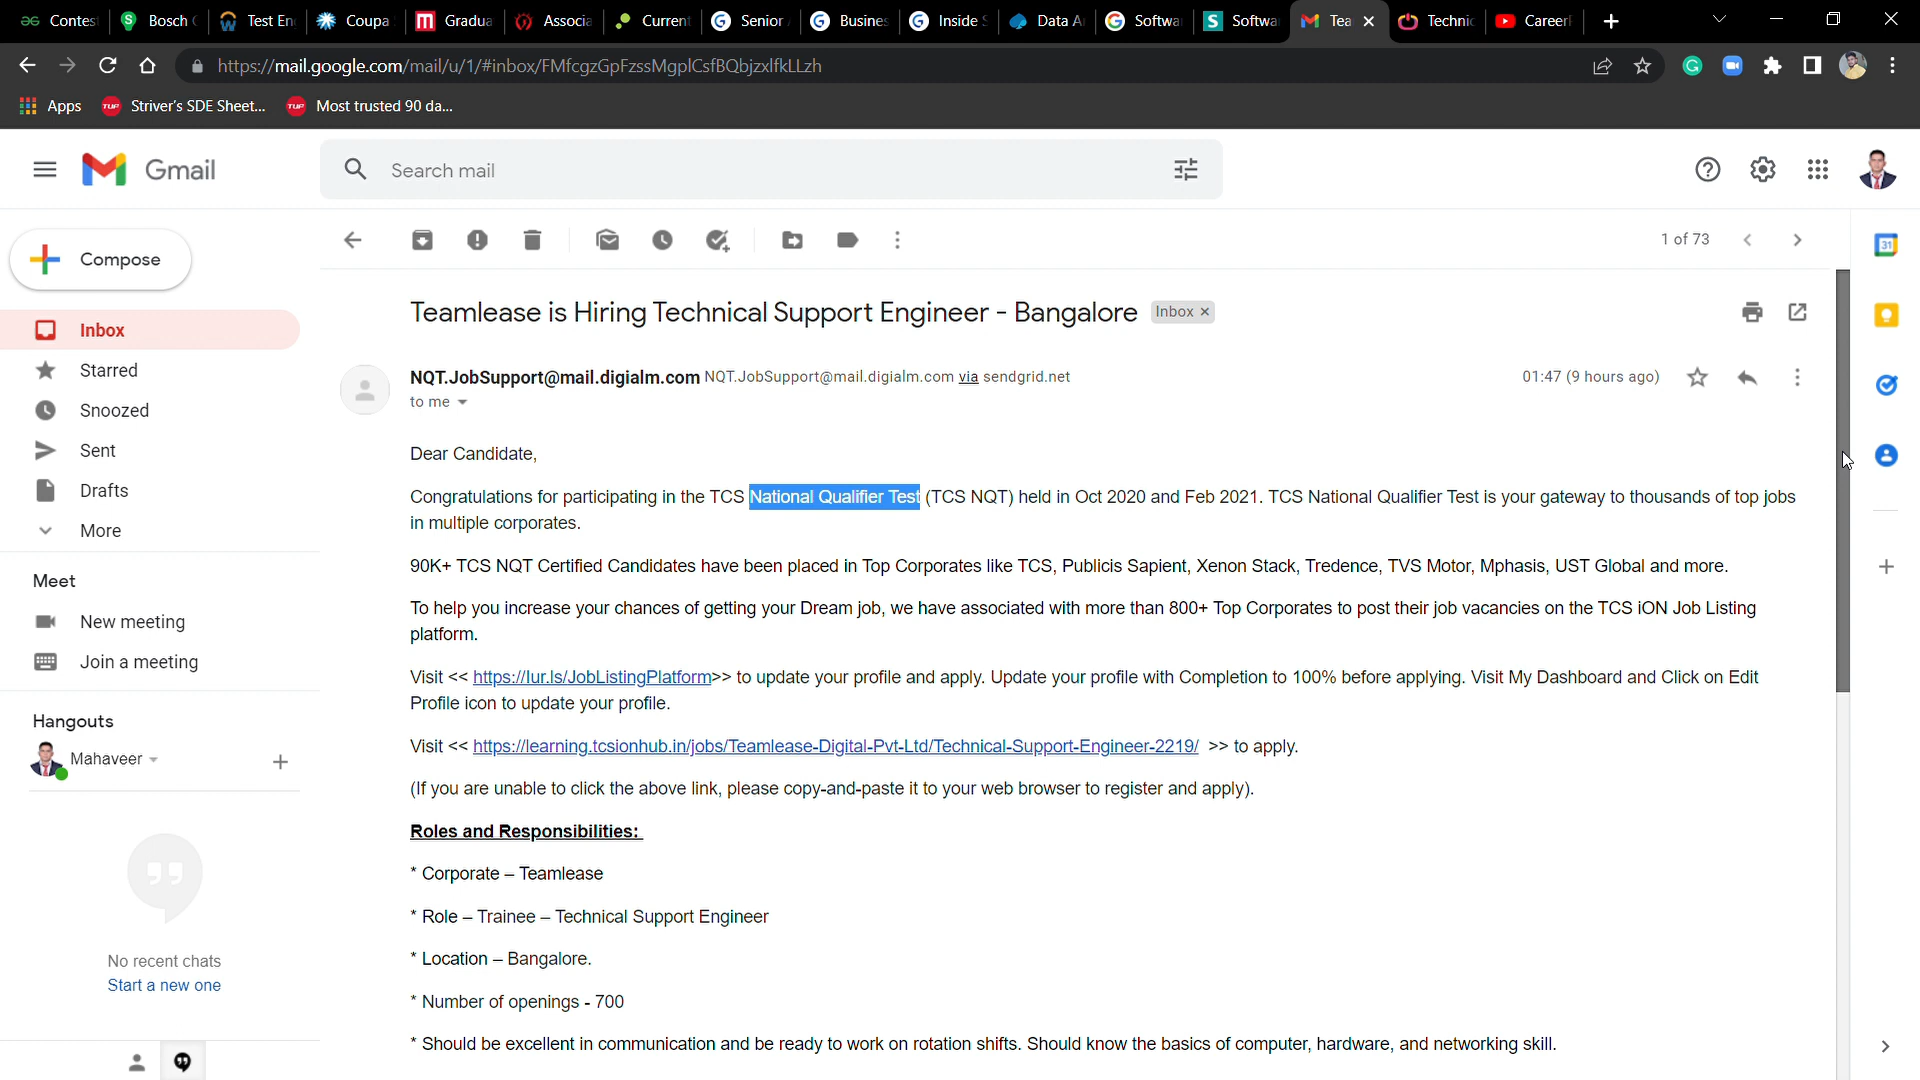 Contest
Bosch
Test En
Coupa
Gradua
Associa
Current
Senior
Busines
Inside
Data A
Softwa
Softwa
Tea
Technic
Career
https://mail.google.com/mail/u/1/#inbox/FMfcgzGpFzssMgplCsfBQbjzxlfkLLzh
Apps
Striver's SDE Sheet...
Most trusted 90 da...
Gmail
Search mail
Compose
1 of 73
Inbox
Starred
Snoozed
Sent
Drafts
More
Meet
New meeting
Join a meeting
Hangouts
Mahaveer
No recent chats
Start a new one
Teamlease is Hiring Technical Support Engineer - Bangalore Inbox
NQT.JobSupport@mail.digialm.com NQT.JobSupport@mail.digialm.com via sendgrid.net 01:47 (9 hours ago)
to me
Dear Candidate,
Congratulations for participating in the TCS National Qualifier Test (TCS NQT) held in Oct 2020 and Feb 2021. TCS National Qualifier Test is your gateway to thousands of top jobs
in multiple corporates.
90K+ TCS NQT Certified Candidates have been placed in Top Corporates like TCS, Publicis Sapient, Xenon Stack, Tredence, TVS Motor, Mphasis, UST Global and more.
To help you increase your chances of getting your Dream job, we have associated with more than 800+ Top Corporates to post their job vacancies on the TCS iON Job Listing
platform.
Visit << https://lur.ls/JobListingPlatform>> to update your profile and apply. Update your profile with Completion to 100% before applying. Visit My Dashboard and Click on Edit
Profile icon to update your profile.
Visit << https://learning.tcsionhub.in/jobs/Teamlease-Digital-Pvt-Ltd/Technical-Support-Engineer-2219/ >> to apply.
(If you are unable to click the above link, please copy-and-paste it to your web browser to register and apply).
Roles and Responsibilities:
* Corporate – Teamlease
* Role – Trainee – Technical Support Engineer
* Location – Bangalore.
* Number of openings - 700
* Should be excellent in communication and be ready to work on rotation shifts. Should know the basics of computer, hardware, and networking skill.